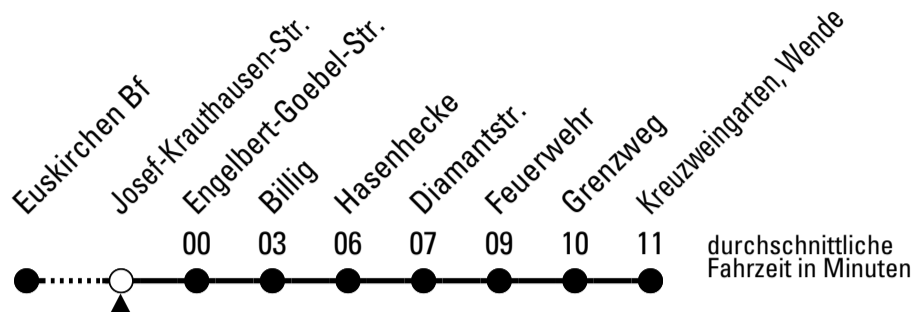 Euskirchen Bf
Josef-Krauthausen-Str.
Engelbert-Goebel-Str.
Billig
Hasenhecke
Diamantstr.
Feuerwehr
Grenzweg
Kreuzweingarten, Wende
00 03 06 07 09 10 11
durchschnittliche
Fahrzeit in Minuten